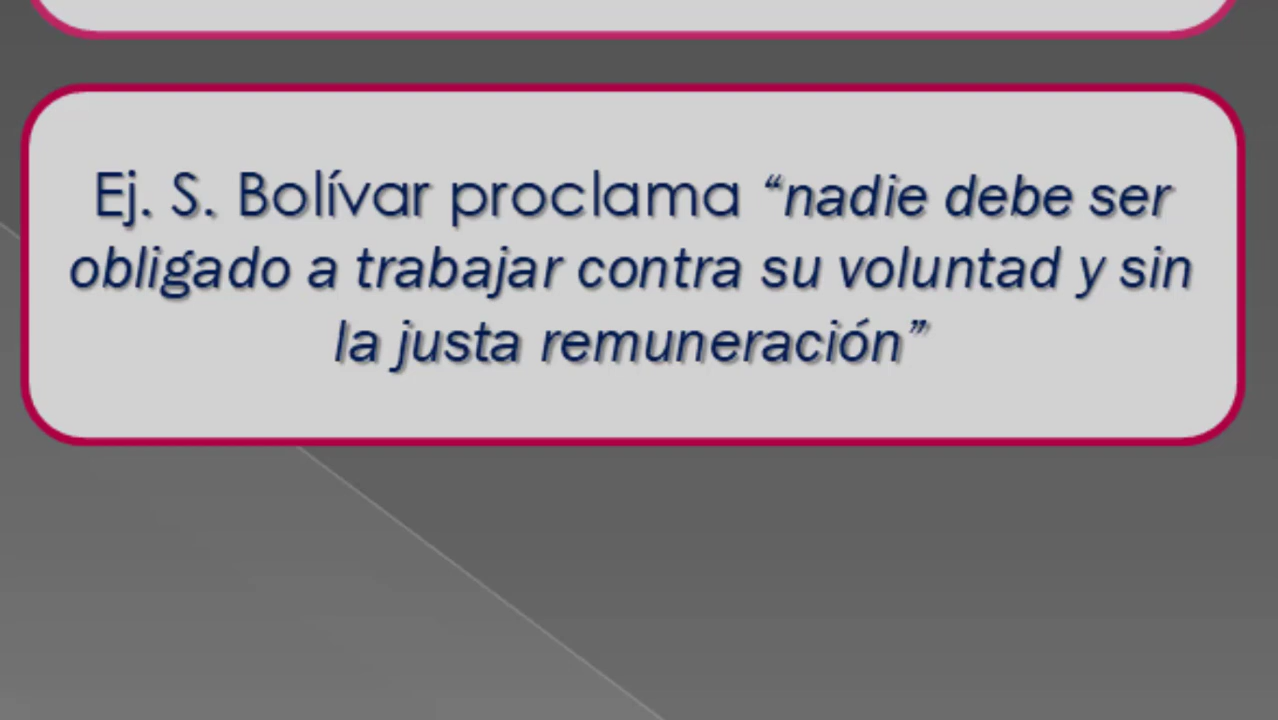 Ej. S. Bolívar proclama “nadie debe ser
obligado a trabajar contra su voluntad y sin
la justa remuneración”